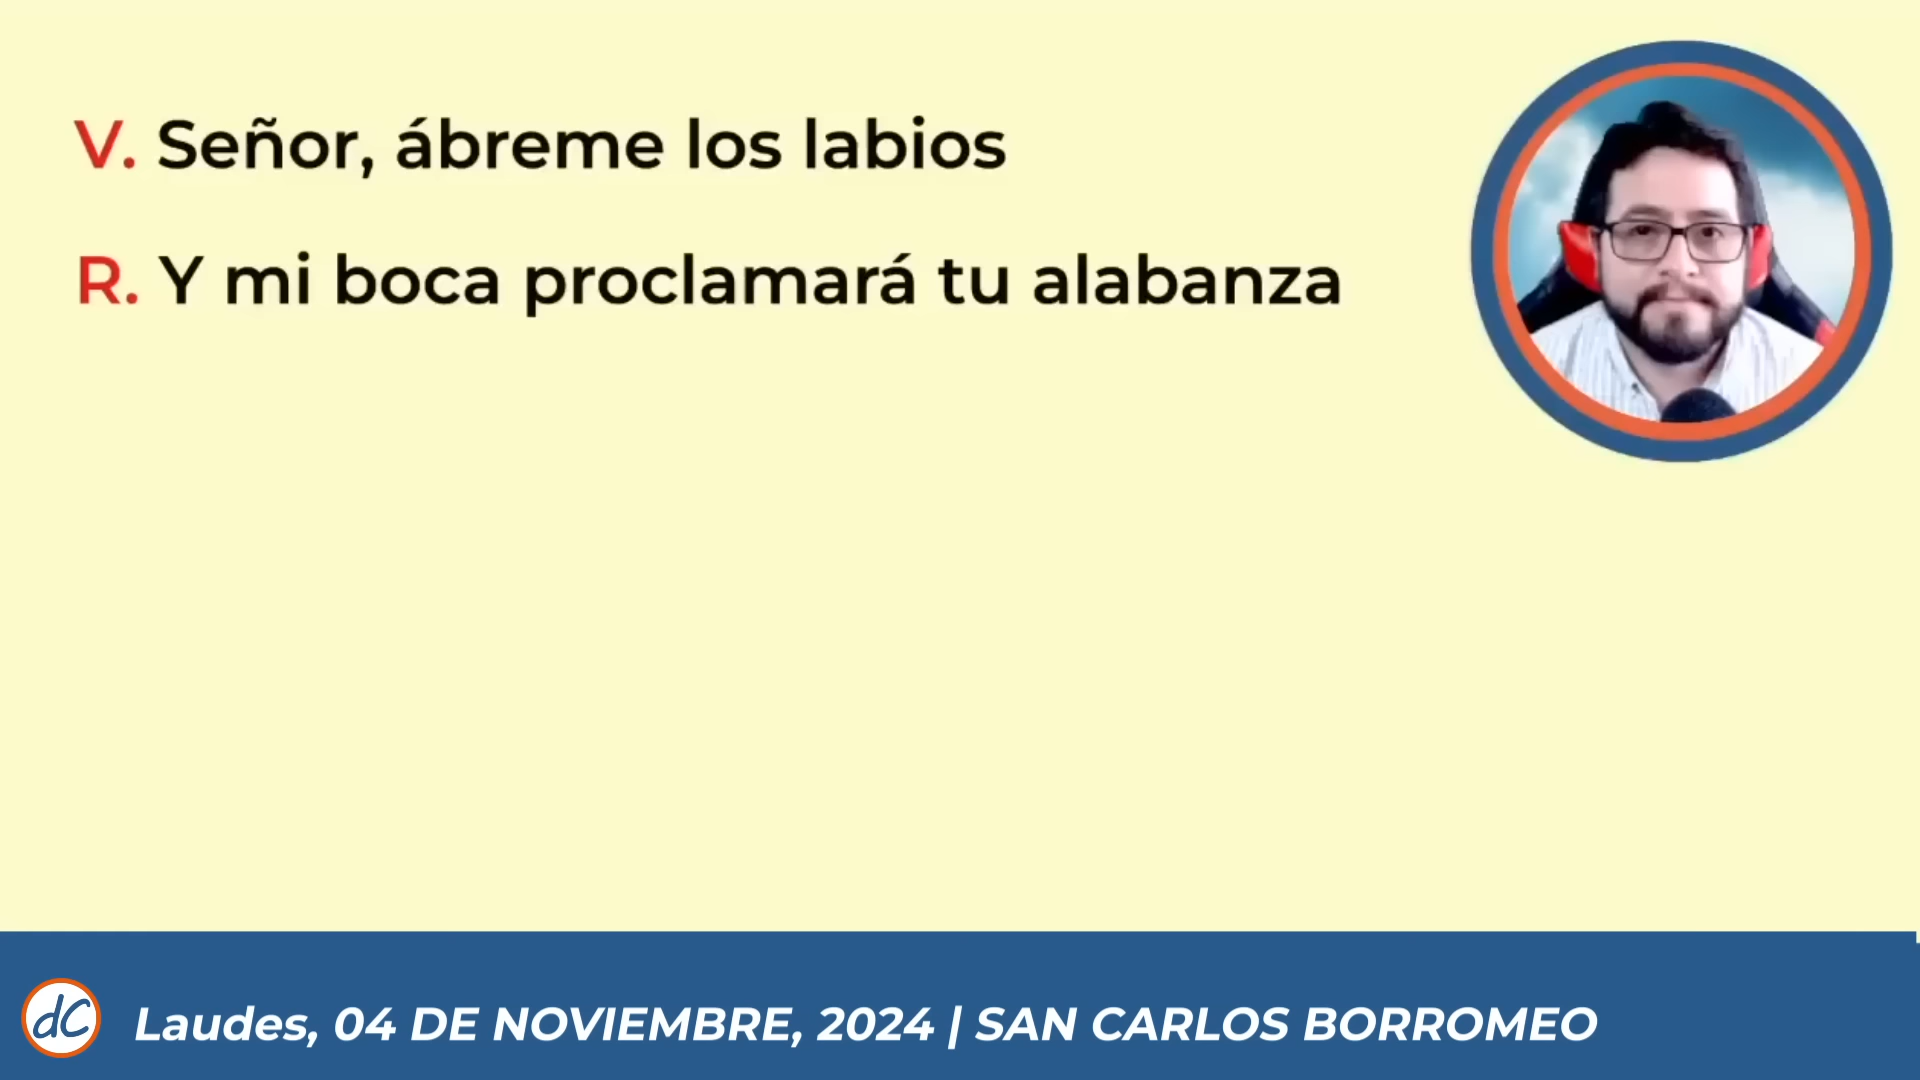 V. Señor, ábreme los labios
R. Y mi boca proclamará tu alabanza
dC
Laudes, 04 DE NOVIEMBRE, 2024 | SAN CARLOS BORROMEO